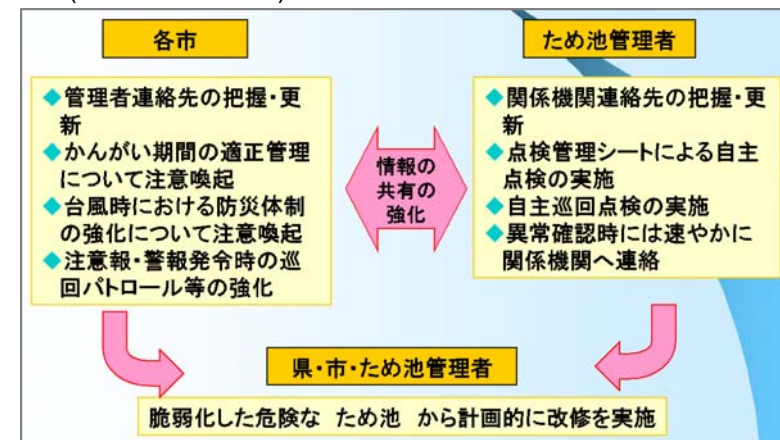 各市
◆管理者連絡先の把握・更
新
◆かんがい期間の適正管理
について注意喚起
◆台風時における防災体制
の強化について注意喚起
◆注意報・警報発令時の巡
回パトロール等の強化
情報の
共有の
強化
ため池管理者
◆関係機関連絡先の把握・更
新
◆点検管理シートによる自主
点検の実施
◆自主巡回点検の実施
◆異常確認時には速やかに
関係機関へ連絡
県・市・ため池管理者
脆弱化した危険な ため池 から計画的に改修を実施